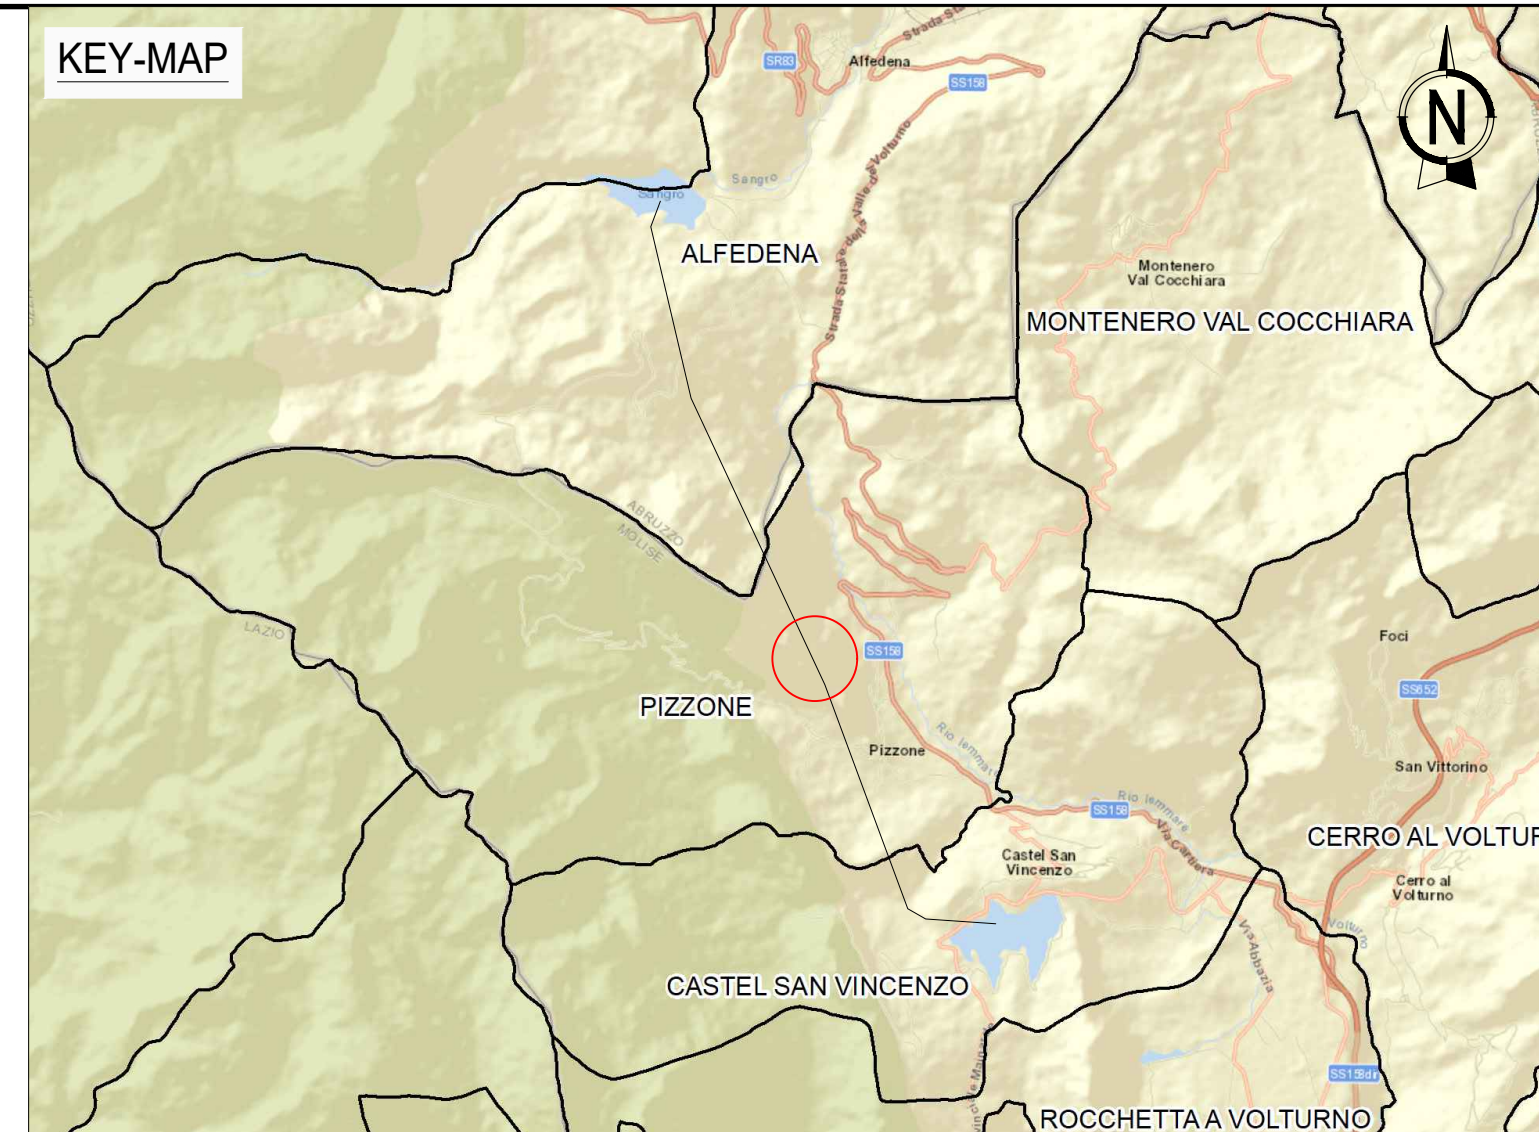 KEY-MAP
N
Alfedena
SR83
SS158
Sangro
Sangro
ALFEDENA
Strada Statale della Valle del Volturno
Montenero
Val Cocchiara
MONTENERO VAL COCCHIARA
ABRUZZO
MOLISE
LAZIO
SS158
Foci
SS652
PIZZONE
Pizzone
San Vittorino
Rio Iemmare
SS158
Via Cartiera
CERRO AL VOLTUR
Castel San
Vincenzo
Cerro al
Volturno
Volturno
Via Abbazia
CASTEL SAN VINCENZO
SS158dir
ROCCHETTA A VOLTURNO